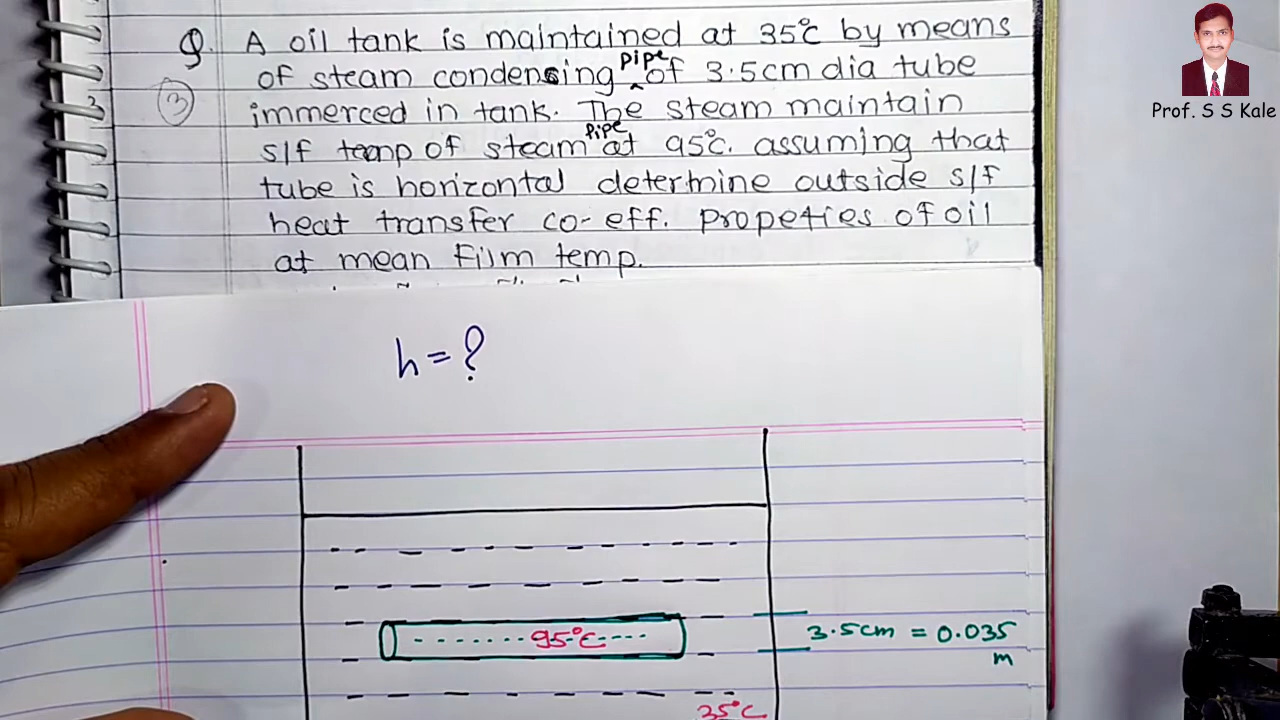 Q. A oil tank is maintained at 35°c by means
pipe
③ of steam condencing ^ of 3.5cm dia tube
immerced in tank. The steam maintain
pipe
s/f temp of steam at 95°c. assuming that
tube is horizontal determine outside s/f
heat transfer co-eff. Propeties of oil
at mean Film temp.
h = ?
95°C
3.5cm = 0.035
m
35°C
Prof. S S Kale